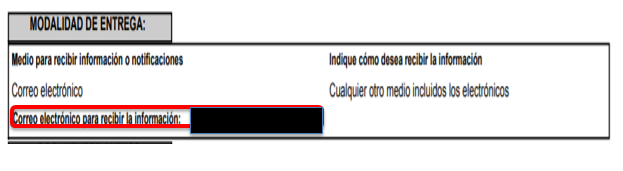 MODALIDAD DE ENTREGA:
Medio para recibir información o notificaciones
Indique cómo desea recibir la información
Correo electrónico
Cualquier otro medio incluidos los electrónicos
Correo electrónico para recibir la información: